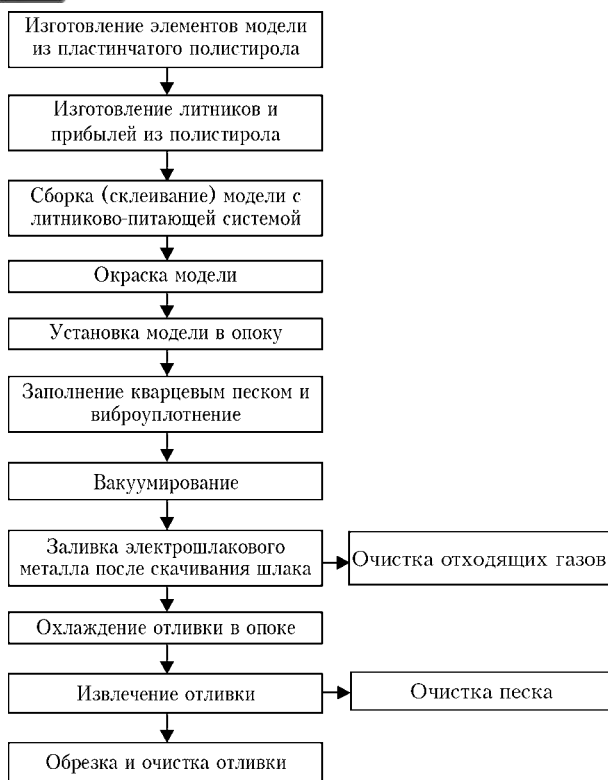 Изготовление элементов модели
из пластинчатого полистирола
Изготовление литников и
прибылей из полистирола
Сборка (склеивание) модели с
литниково-питающей системой
Окраска модели
Установка модели в опоку
Заполнение кварцевым песком и
виброуплотнение
Вакуумирование
Заливка электрошлакового
металла после скачивания шлака
Очистка отходящих газов
Охлаждение отливки в опоке
Извлечение отливки
Очистка песка
Обрезка и очистка отливки